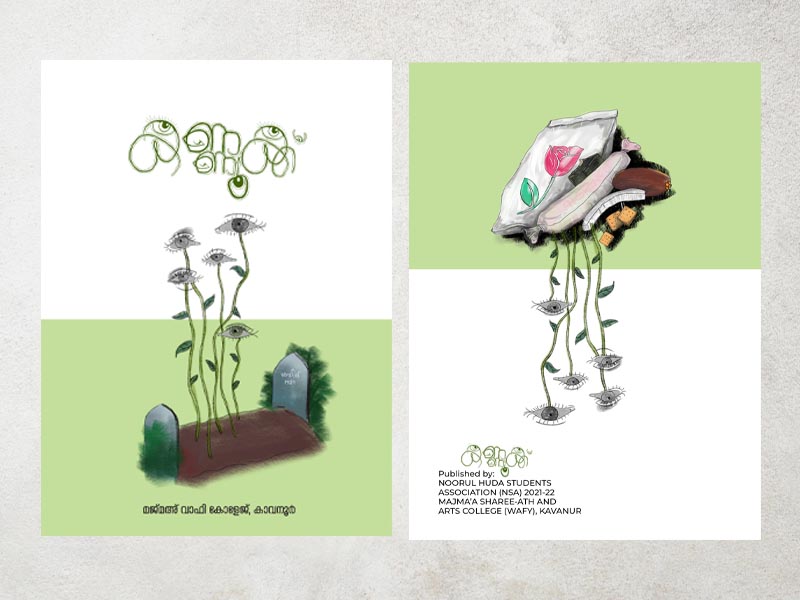 മജ്മഅ് വാഫി കോളേജ്, കാവനൂർ
Published by:
NOORUL HUDA STUDENTS
ASSOCIATION (NSA) 2021-22
MAJMA'A SHAREE-ATH AND
ARTS COLLEGE (WAFY), KAVANUR